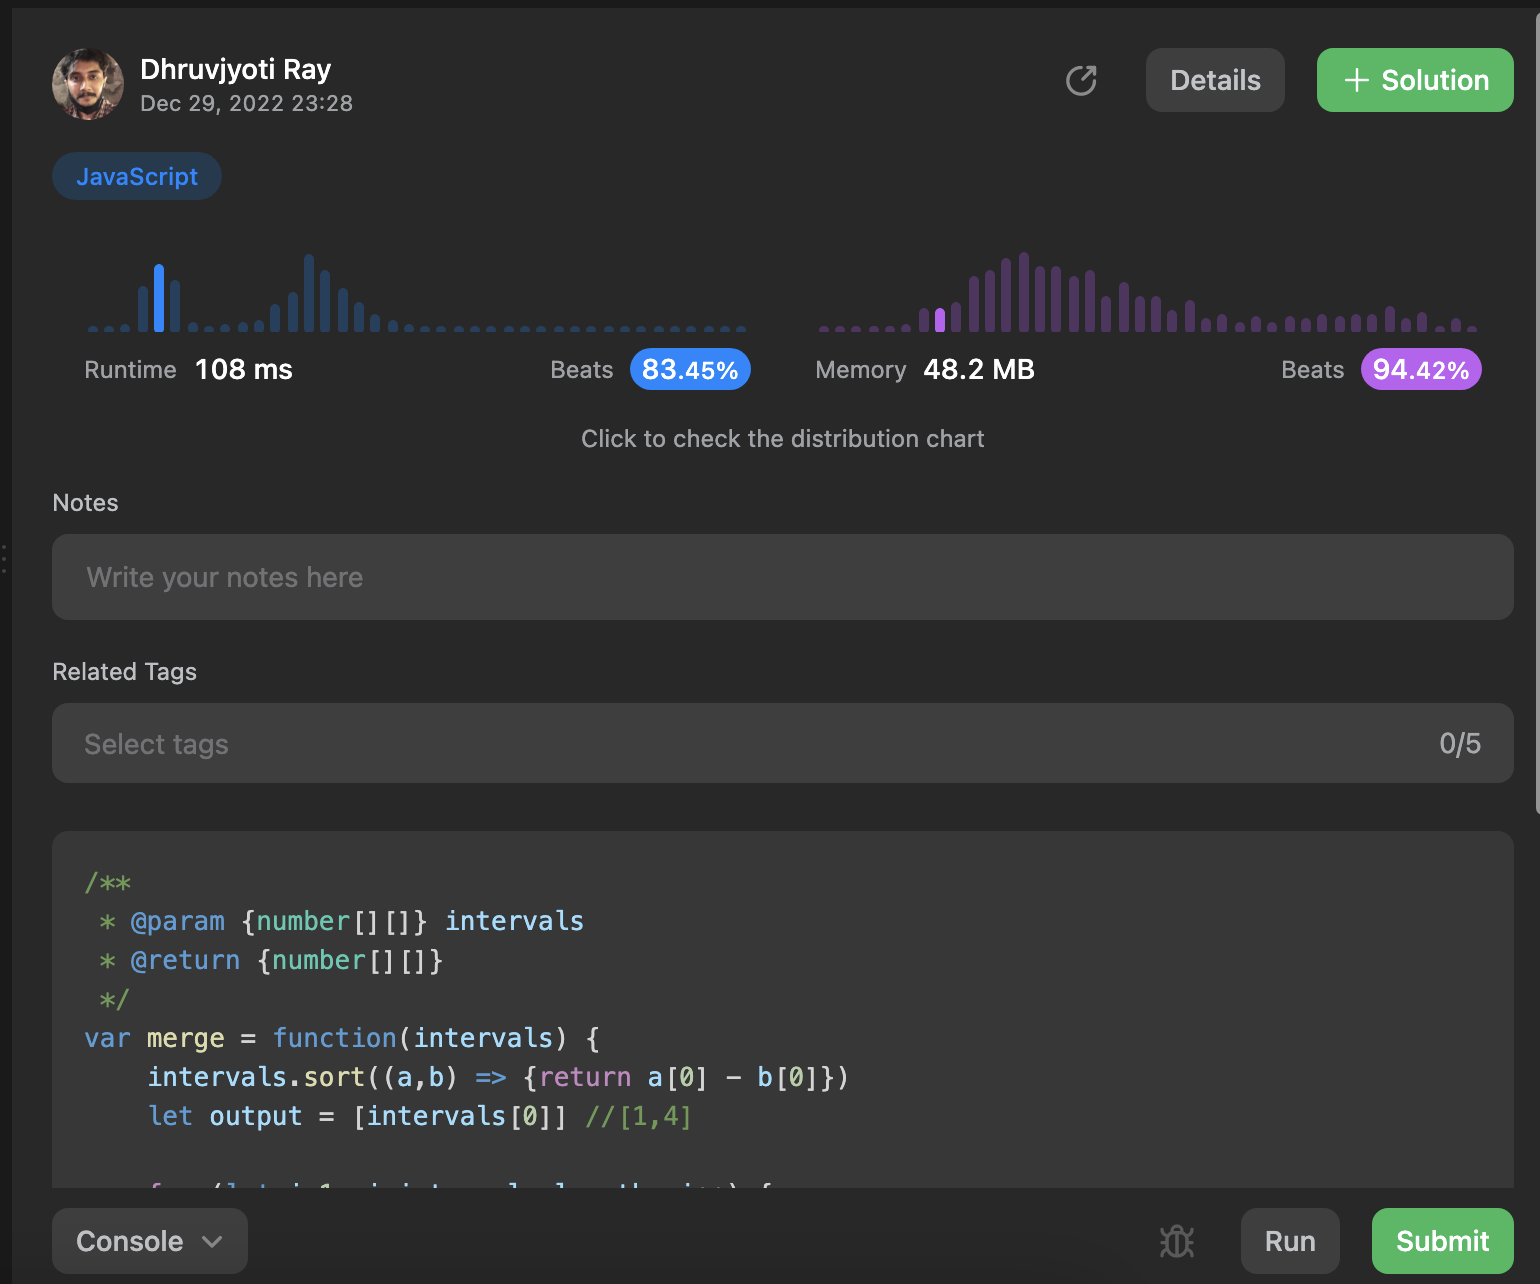 Dhruvjyoti Ray
Dec 29, 2022 23:28
Details
+ Solution
JavaScript
Runtime 108 ms
Beats 83.45%
Memory 48.2 MB
Beats 94.42%
Click to check the distribution chart
Notes
Write your notes here
Related Tags
Select tags
0/5
/**
 * @param {number[][]} intervals
 * @return {number[][]}
 */
var merge = function(intervals) {
    intervals.sort((a,b) => {return a[0] - b[0]})
    let output = [intervals[0]] //[1,4]
Console
Run
Submit